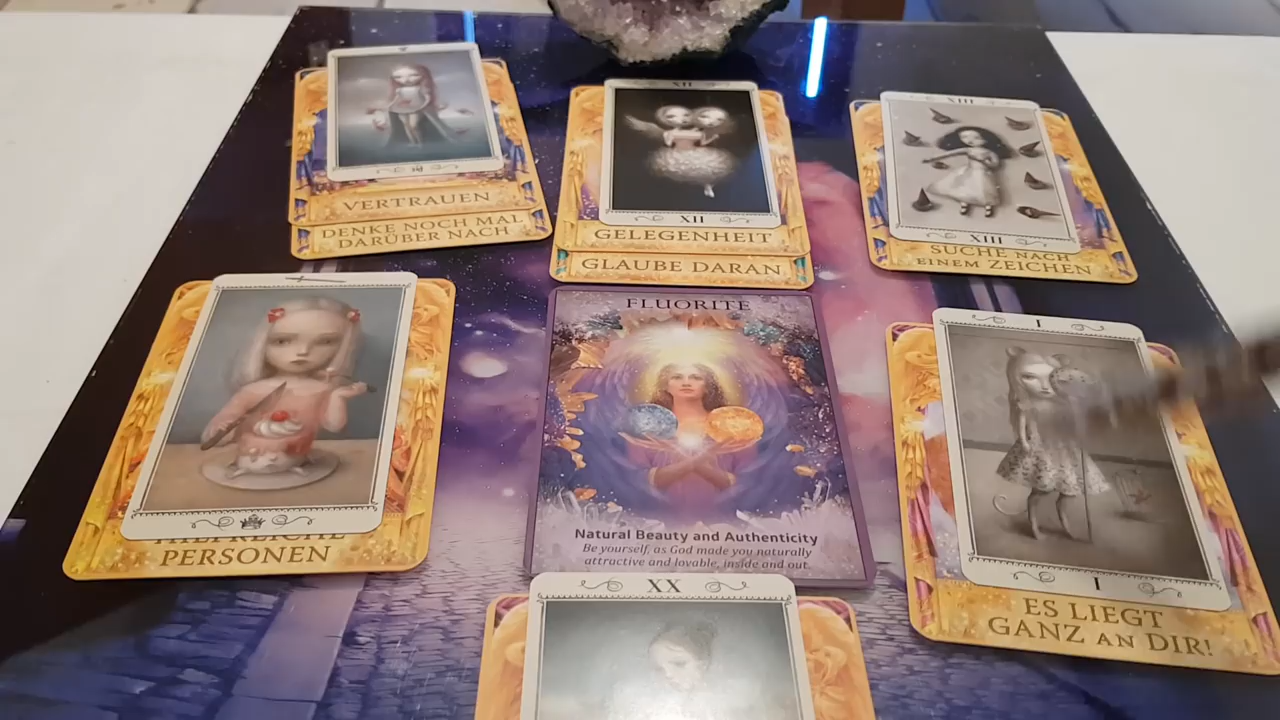 VERTRAUEN
DENKE NOCH MAL
DARÜBER NACH
XII
XII
GELEGENHEIT
GLAUBE DARAN
XIII
XIII
SUCHE NACH
EINEM ZEICHEN
HILFREICHE
PERSONEN
FLUORITE
Natural Beauty and Authenticity
Be yourself, as God made you naturally
attractive and lovable, inside and out.
I
I
ES LIEGT
GANZ AN DIR!
XX